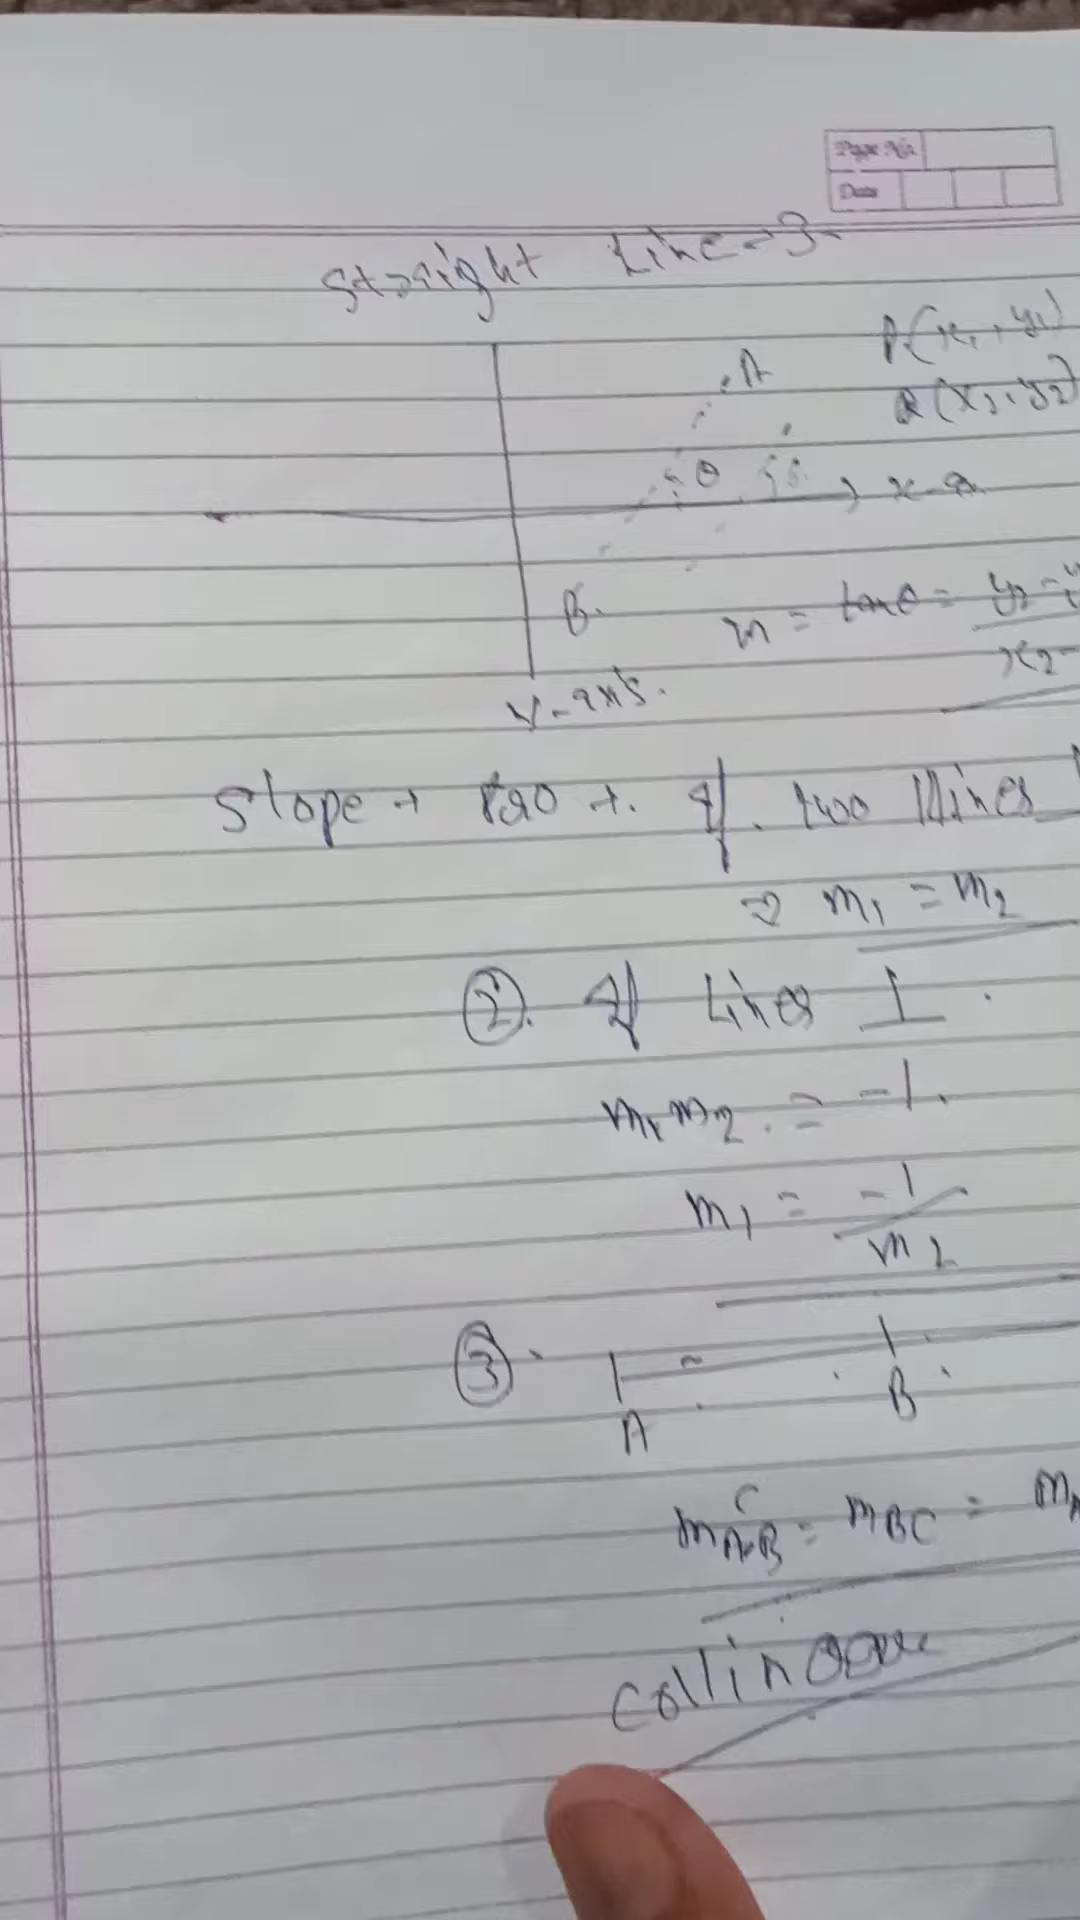 Page No.
Date
Straight Line - 3.
P(x₁, y₁)
A
Q(x₂, y₂)
θ
B.
m = tanθ = y₂ - y
x₂ -
y-axis.
Slope → two lines
⇒ m₁ = m₂
②. If Lines ⊥.
m₁m₂ = -1.
m₁ = -1/m₂
③.
A B
C
mAB = mBC = m